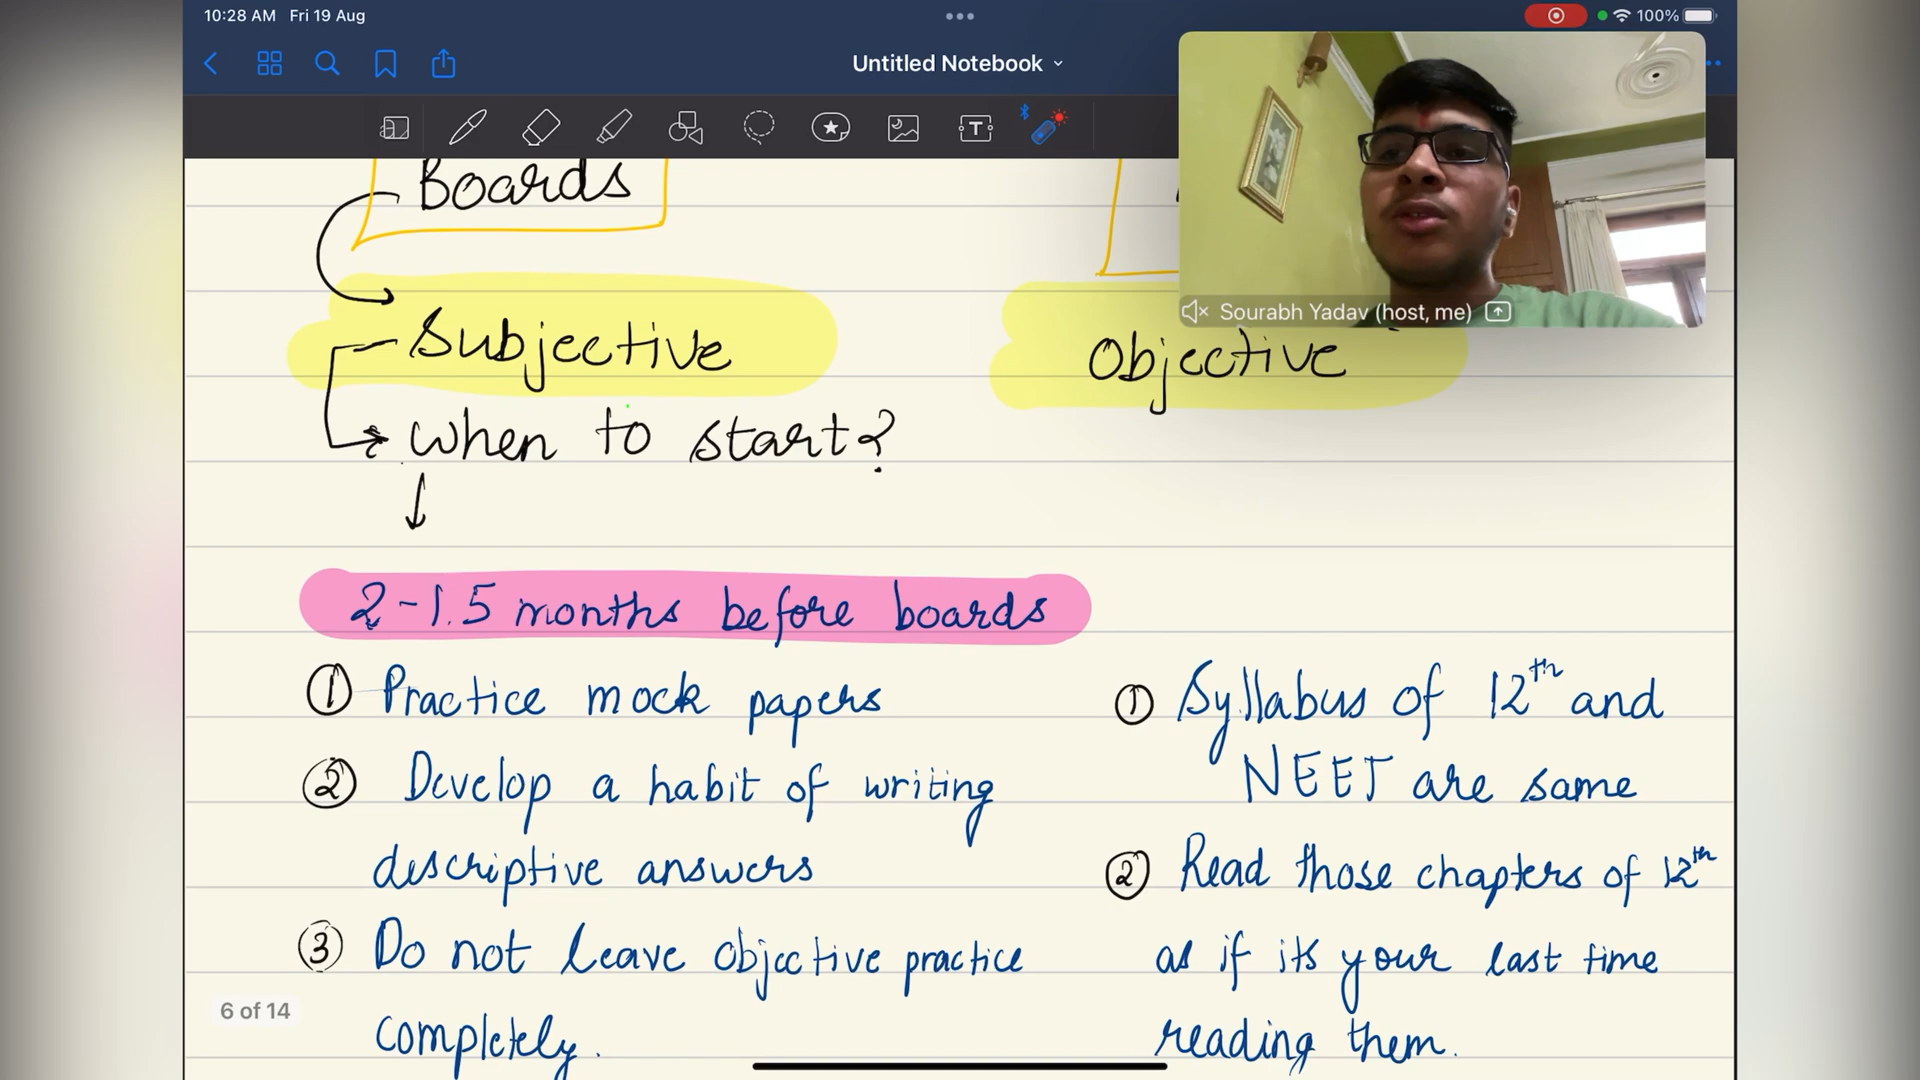 10:28 AM Fri 19 Aug
100%
Untitled Notebook
T
Sourabh Yadav (host, me)
Boards
Subjective
Objective
When to start?
2-1.5 months before boards
① Practice mock papers
② Develop a habit of writing
descriptive answers
③ Do not leave objective practice
completely.
① Syllabus of 12th and
NEET are same
② Read those chapters of 12th
as if its your last time
reading them.
6 of 14